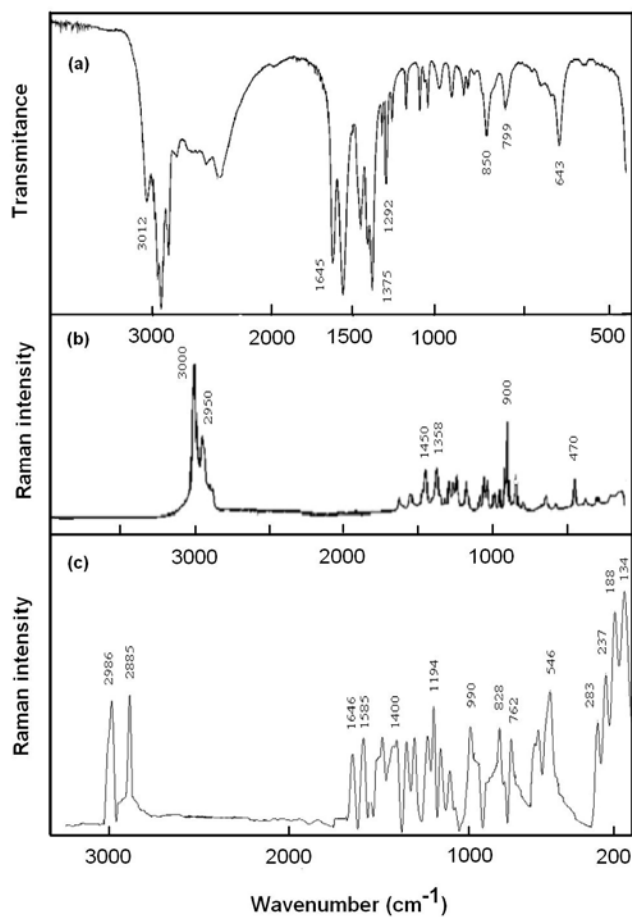 (a)
Transmitance
3012
1645
1375
1292
850
799
643
3000 2000 1500 1000 500
(b)
Raman intensity
3000
2950
1450
1358
900
470
3000 2000 1000
(c)
Raman intensity
2986
2885
1646
1585
1400
1194
990
828
762
546
283
237
188
134
3000 2000 1000 200
Wavenumber (cm-1)